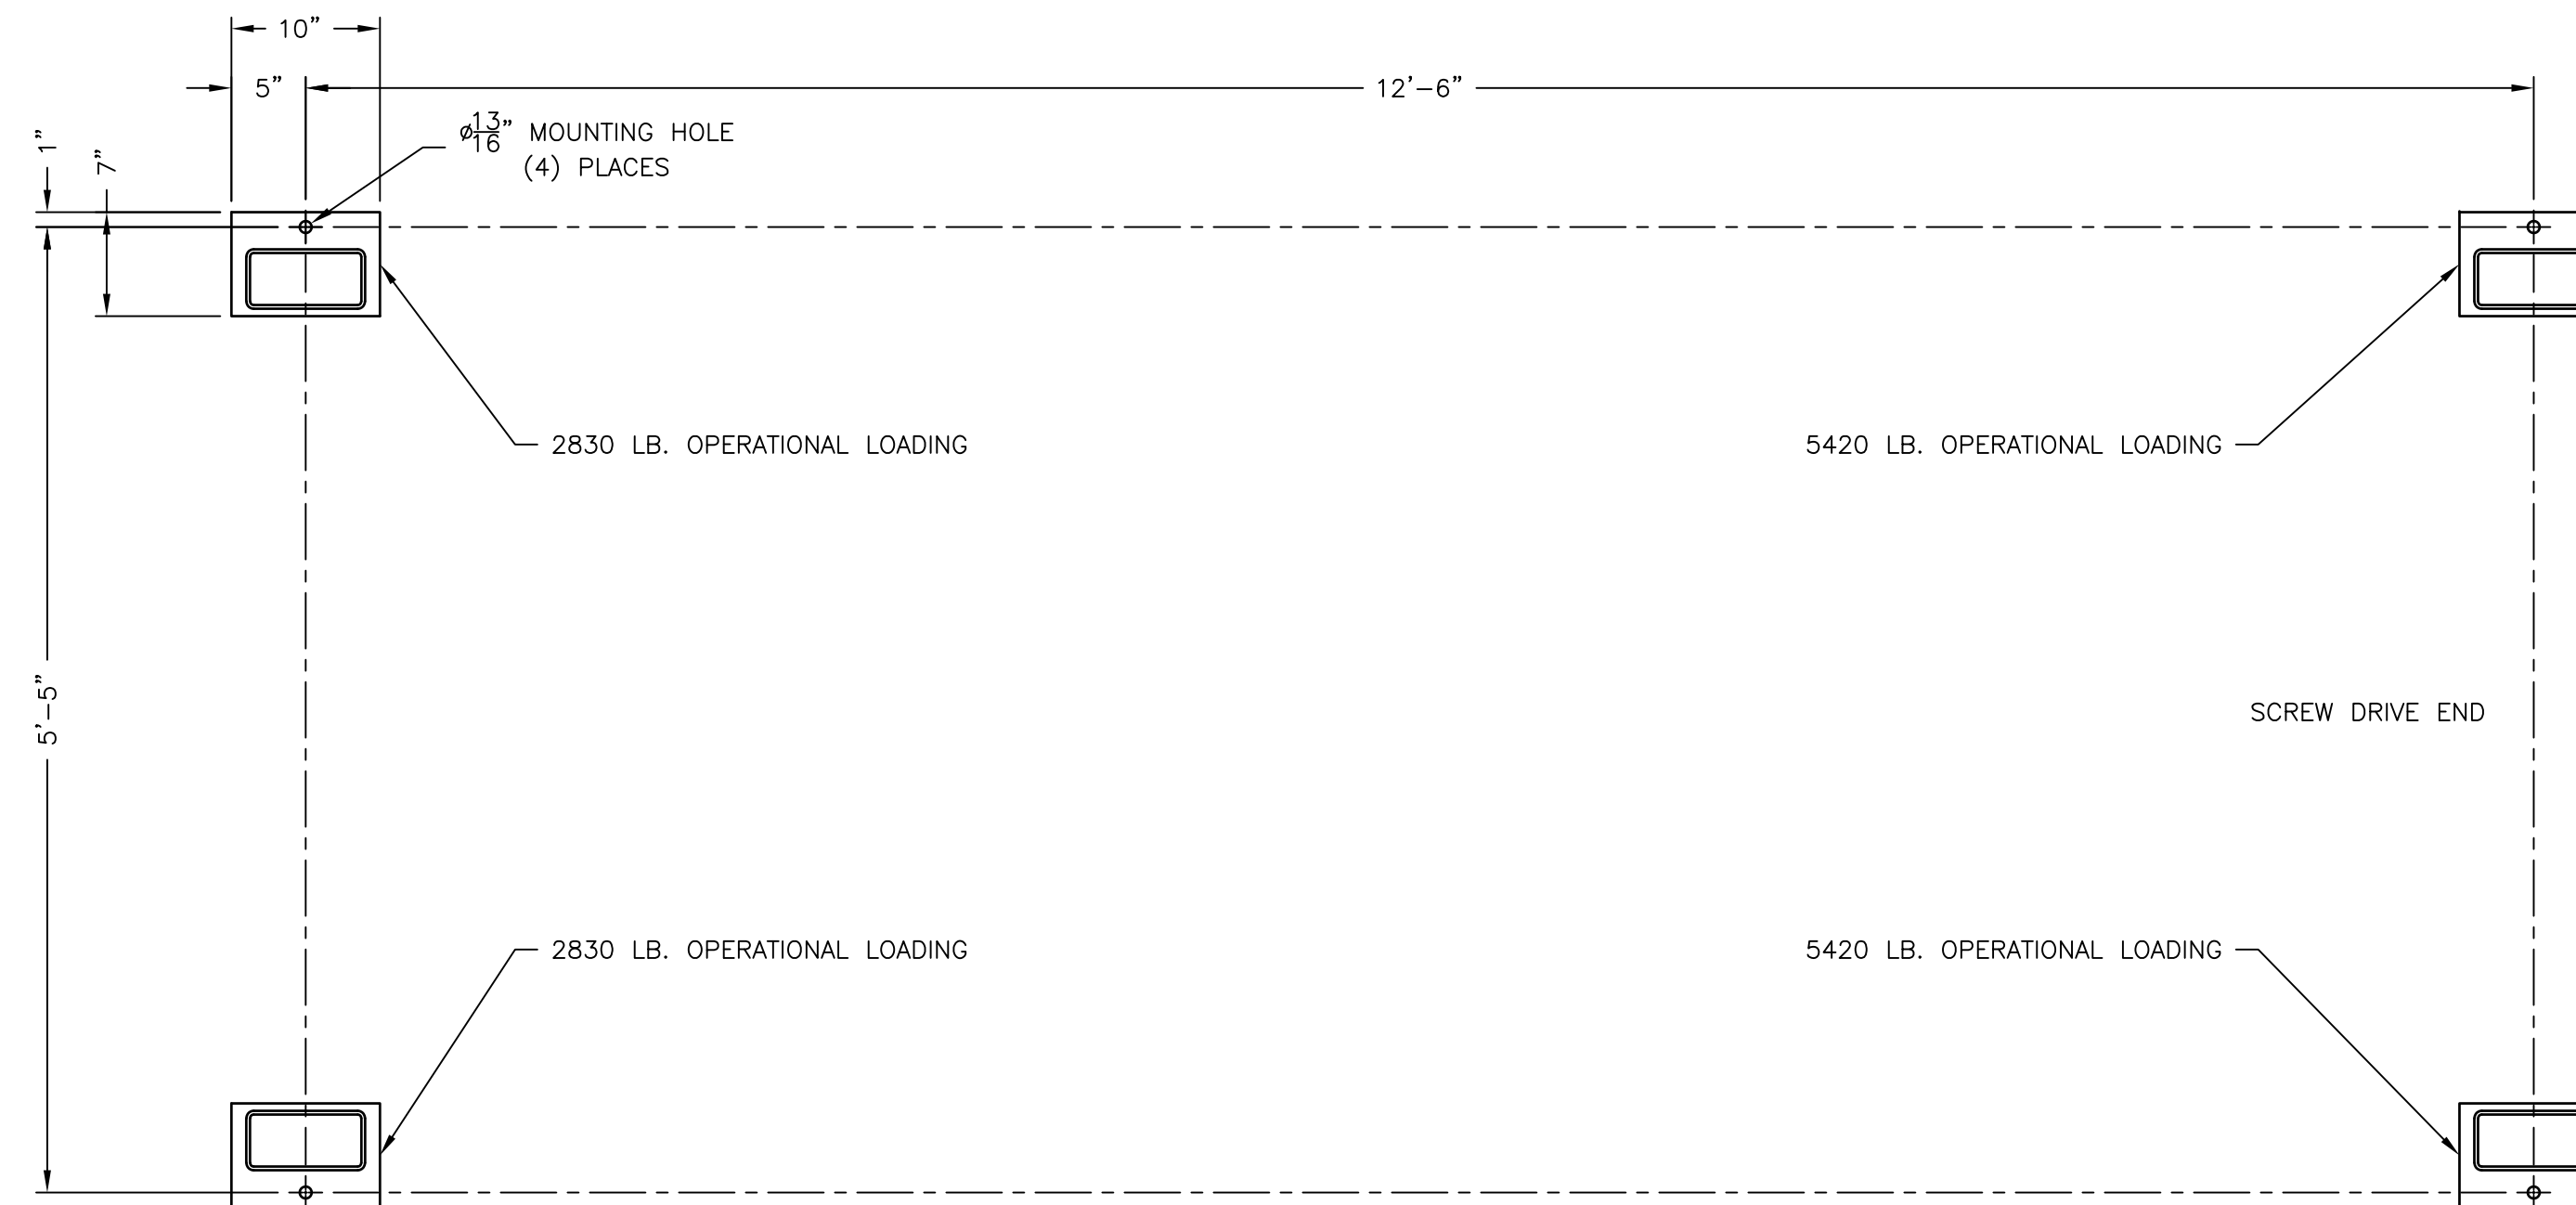 10”
5”
12’–6”
1”
7”
ø13/16” MOUNTING HOLE
(4) PLACES
2830 LB. OPERATIONAL LOADING
5420 LB. OPERATIONAL LOADING
5’–5”
SCREW DRIVE END
2830 LB. OPERATIONAL LOADING
5420 LB. OPERATIONAL LOADING